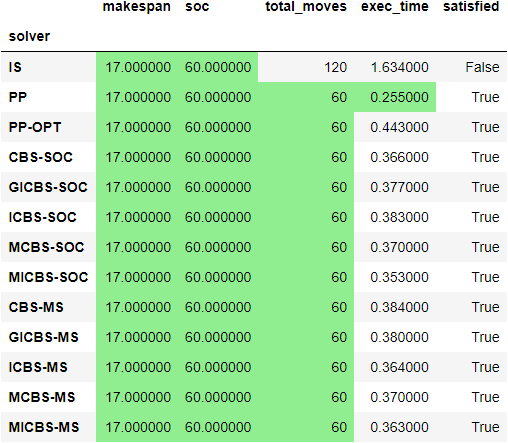 makespan soc total_moves exec_time satisfied
solver
IS 17.000000 60.000000 120 1.634000 False
PP 17.000000 60.000000 60 0.255000 True
PP-OPT 17.000000 60.000000 60 0.443000 True
CBS-SOC 17.000000 60.000000 60 0.366000 True
GICBS-SOC 17.000000 60.000000 60 0.377000 True
ICBS-SOC 17.000000 60.000000 60 0.383000 True
MCBS-SOC 17.000000 60.000000 60 0.370000 True
MICBS-SOC 17.000000 60.000000 60 0.353000 True
CBS-MS 17.000000 60.000000 60 0.384000 True
GICBS-MS 17.000000 60.000000 60 0.380000 True
ICBS-MS 17.000000 60.000000 60 0.364000 True
MCBS-MS 17.000000 60.000000 60 0.370000 True
MICBS-MS 17.000000 60.000000 60 0.363000 True